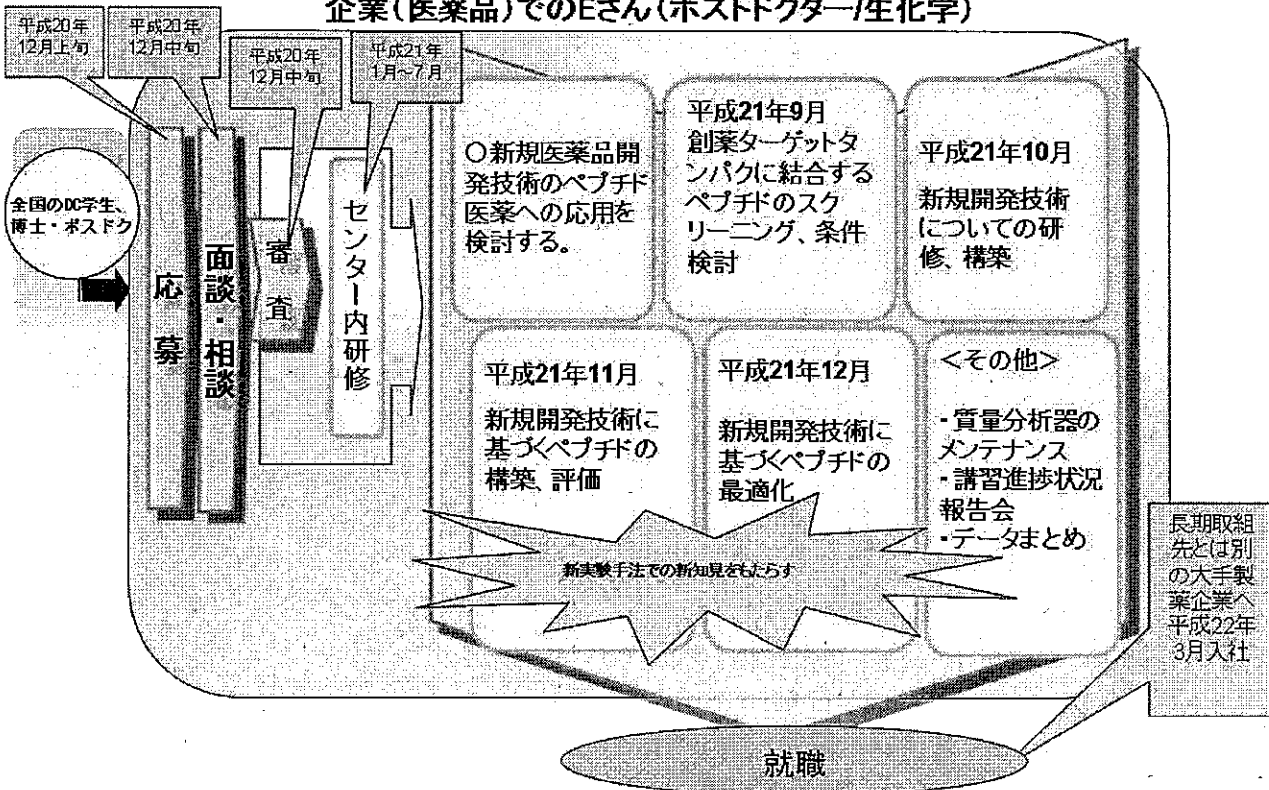 企業(医薬品)でのEさん(ポストドクター/生化学)
平成20年
12月上旬
平成20年
12月中旬
平成20年
12月中旬
平成21年
1月~7月
全国のDC学生、
博士・ポスドク
応募
面談・相談
審査
センター内研修
○新規医薬品開
発技術のペプチド
医薬への応用を
検討する。
平成21年9月
創薬ターゲットタ
ンパクに結合する
ペプチドのスク
リーニング、条件
検討
平成21年10月
新規開発技術
についての研
修、構築
平成21年11月
新規開発技術に
基づくペプチドの
構築、評価
平成21年12月
新規開発技術に
基づくペプチドの
最適化
<その他>
・質量分析器の
メンテナンス
・講習進捗状況
報告会
・データまとめ
新実験手法での新知見をもたらす
長期取組
先とは別
の大手製
薬企業へ
平成22年
3月入社
就職